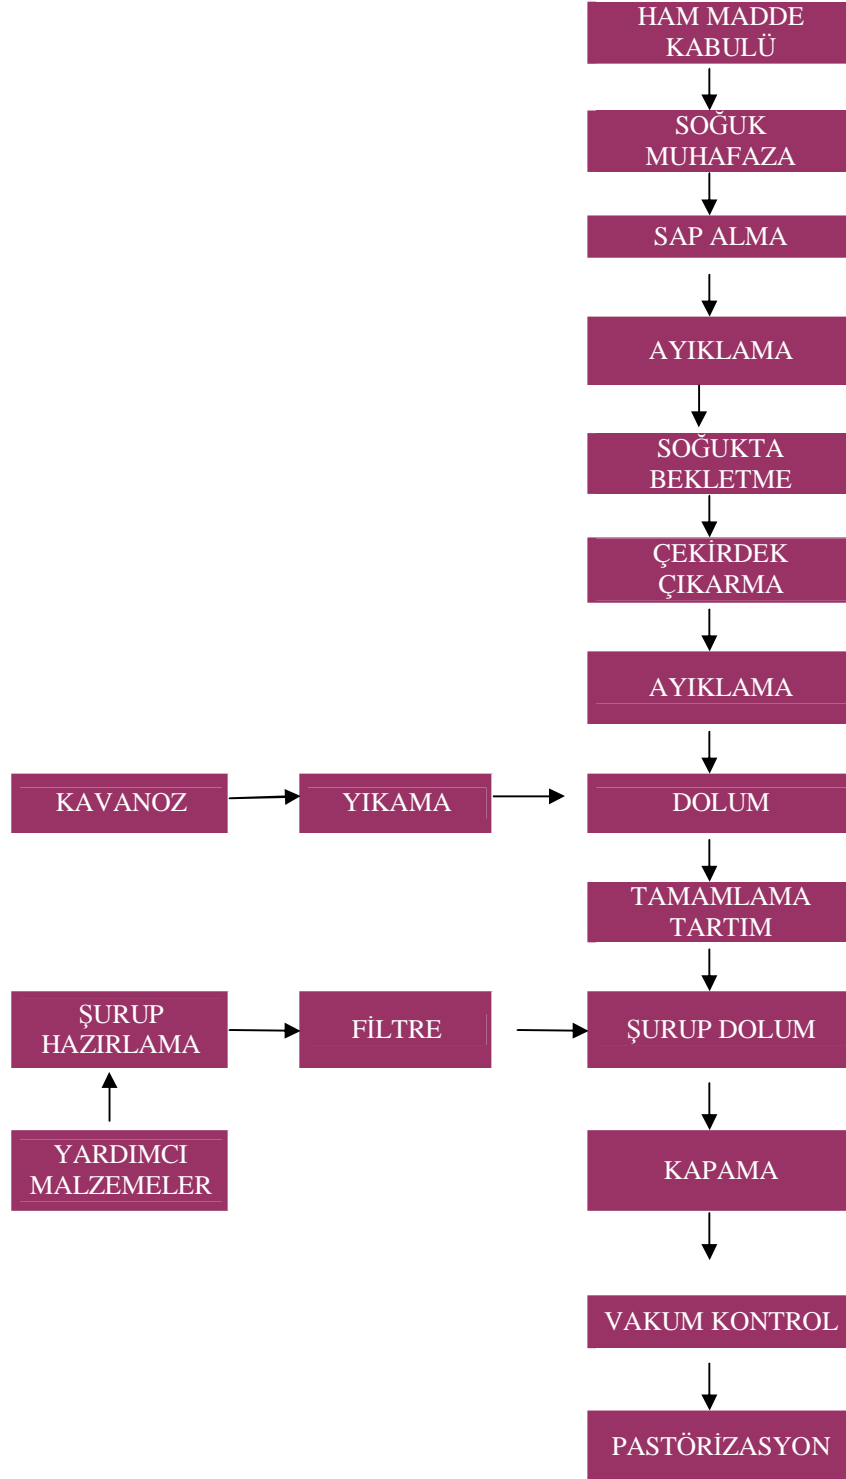 HAM MADDE
KABULÜ
SOĞUK
MUHAFAZA
SAP ALMA
AYIKLAMA
SOĞUKTA
BEKLETME
ÇEKİRDEK
ÇIKARMA
AYIKLAMA
KAVANOZ
YIKAMA
DOLUM
TAMAMLAMA
TARTIM
ŞURUP
HAZIRLAMA
FİLTRE
ŞURUP DOLUM
YARDIMCI
MALZEMELER
KAPAMA
VAKUM KONTROL
PASTÖRİZASYON